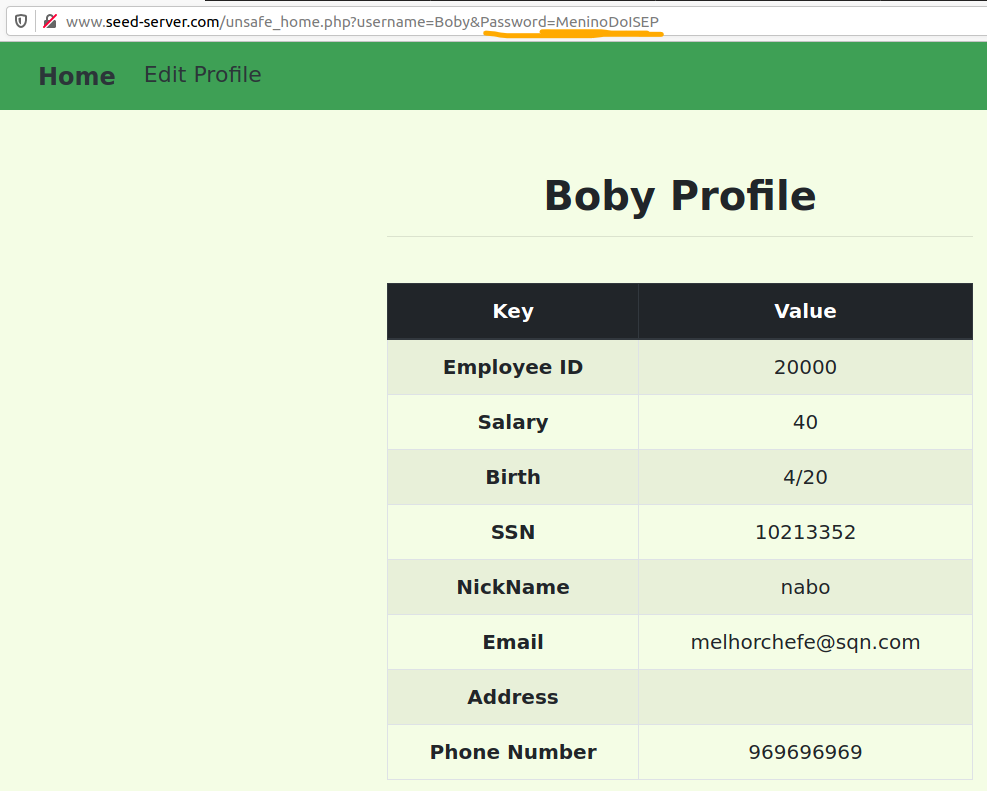 www.seed-server.com/unsafe_home.php?username=Boby&Password=MeninoDoISEP
Home Edit Profile
Boby Profile
Key Value
Employee ID 20000
Salary 40
Birth 4/20
SSN 10213352
NickName nabo
Email melhorchefe@sqn.com
Address
Phone Number 969696969